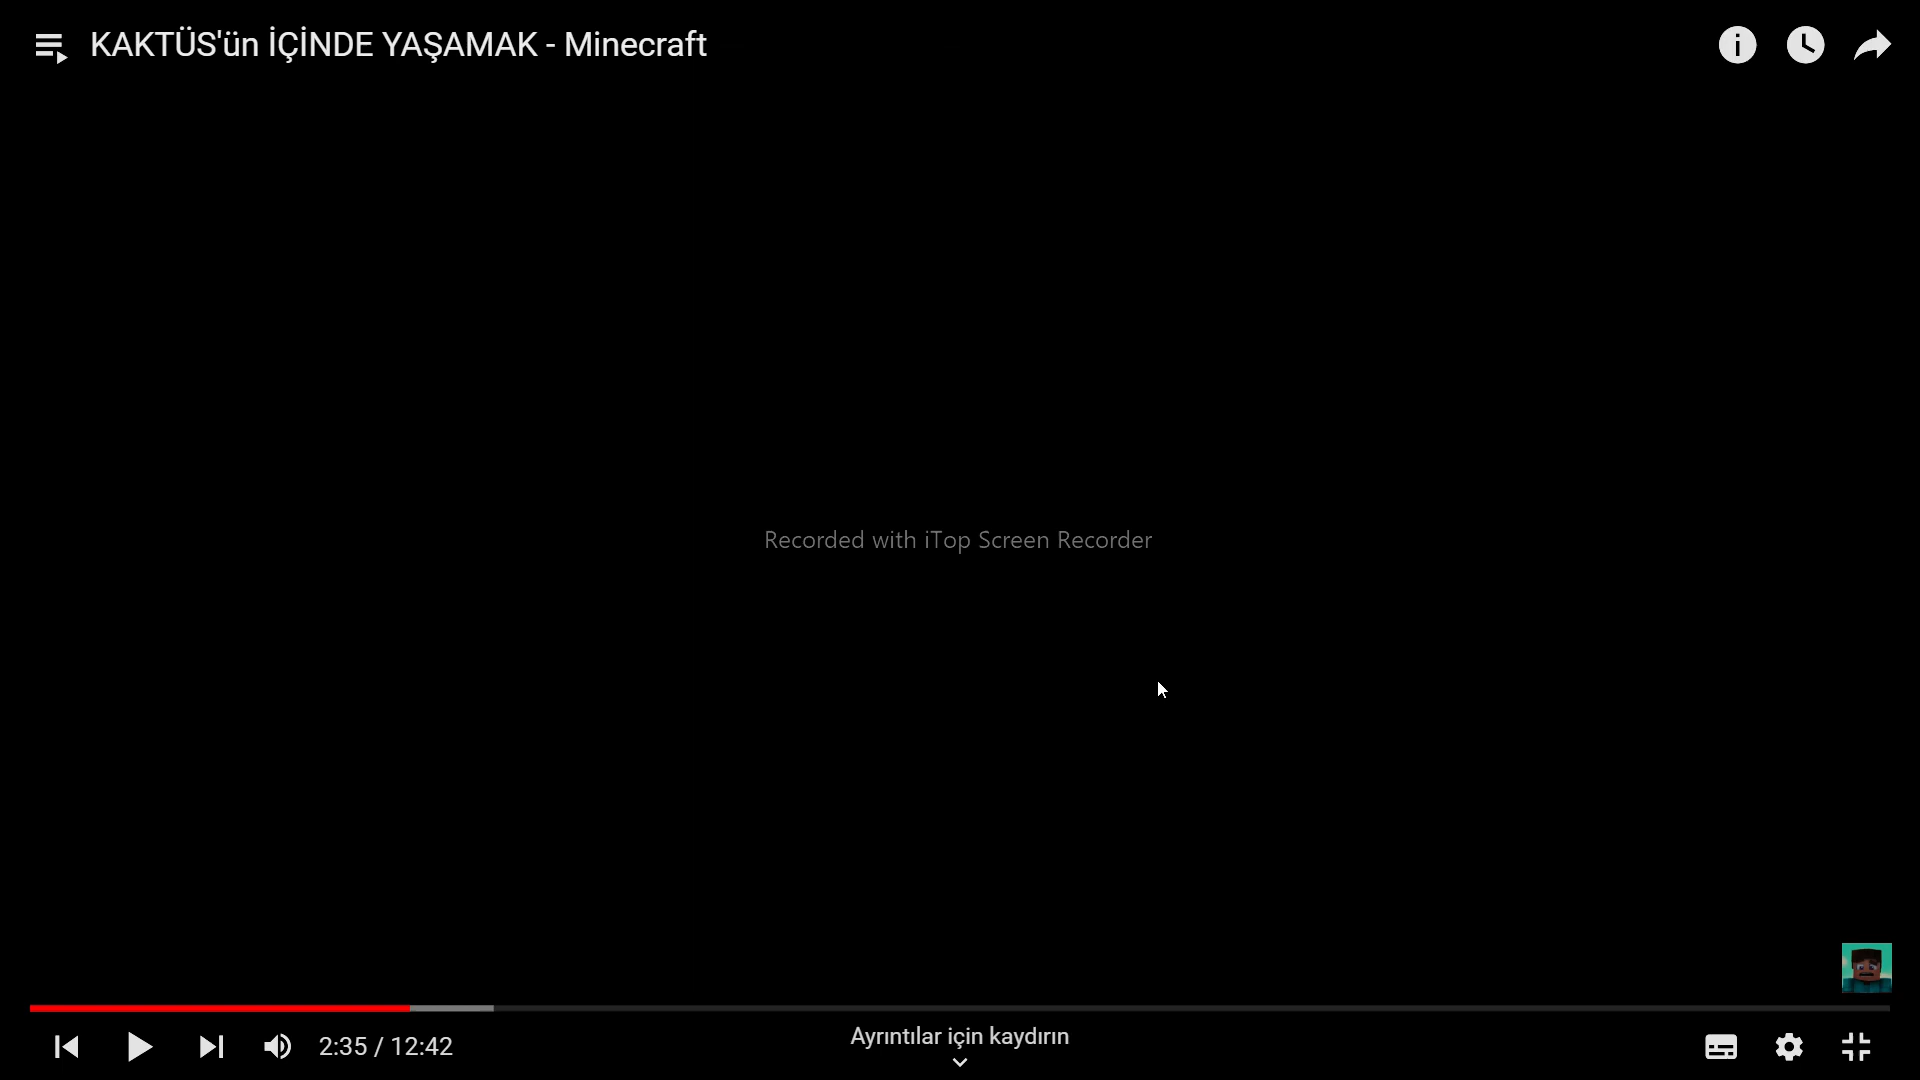 KAKTÜS'ün İÇİNDE YAŞAMAK - Minecraft
Recorded with iTop Screen Recorder
2:35 / 12:42
Ayrıntılar için kaydırın